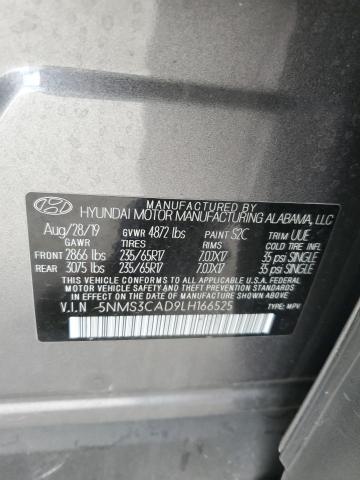 MANUFACTURED BY
HYUNDAI MOTOR MANUFACTURING ALABAMA, LLC
Aug/28/19 GVWR 4872 lbs PAINT S2C TRIM UUE
GAWR TIRES RIMS COLD TIRE INFL
FRONT 2866 lbs 235/65R17 7.0JX17 35 psi SINGLE
REAR 3075 lbs 235/65R17 7.0JX17 35 psi SINGLE
THIS VEHICLE CONFORMS TO ALL APPLICABLE
FEDERAL MOTOR VEHICLE SAFETY, BUMPER, AND
THEFT PREVENTION STANDARDS IN EFFECT ON THE
DATE OF MANUFACTURE SHOWN ABOVE
V.I.N 5NMS3CAD9LH166525 TYPE: MPV